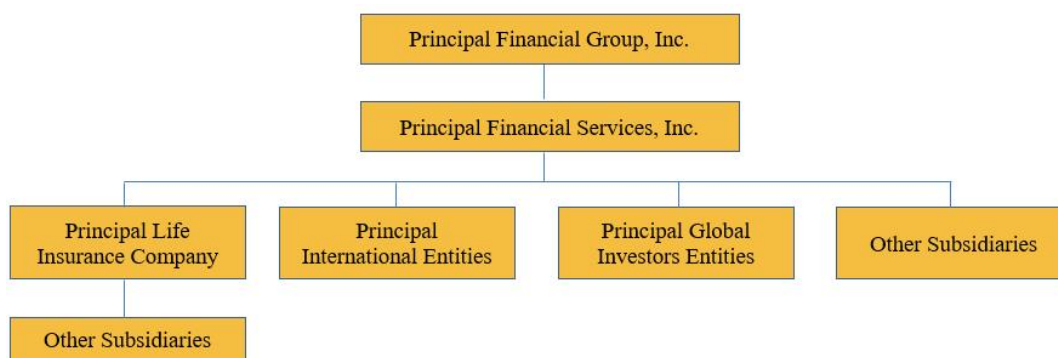 Principal Financial Group, Inc.
Principal Financial Services, Inc.
Principal Life
Insurance Company
Principal
International Entities
Principal Global
Investors Entities
Other Subsidiaries
Other Subsidiaries